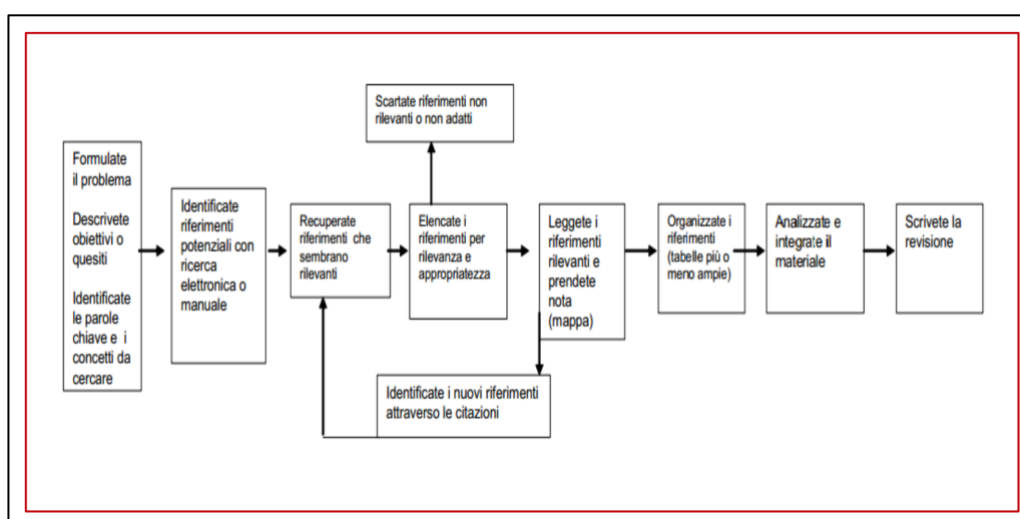 Formulate
il problema
Descrivete
obiettivi o
quesiti
Identificate
le parole
chiave e i
concetti da
cercare
Identificate
riferimenti
potenziali con
ricerca
elettronica o
manuale
Recuperate
riferimenti che
sembrano
rilevanti
Scartate riferimenti non
rilevanti o non adatti
Elencate i
riferimenti per
rilevanza e
appropriatezza
Leggete i
riferimenti
rilevanti e
prendete
nota
(mappa)
Identificate i nuovi riferimenti
attraverso le citazioni
Organizzate i
riferimenti
(tabelle più o
meno ampie)
Analizzate e
integrate il
materiale
Scrivete la
revisione